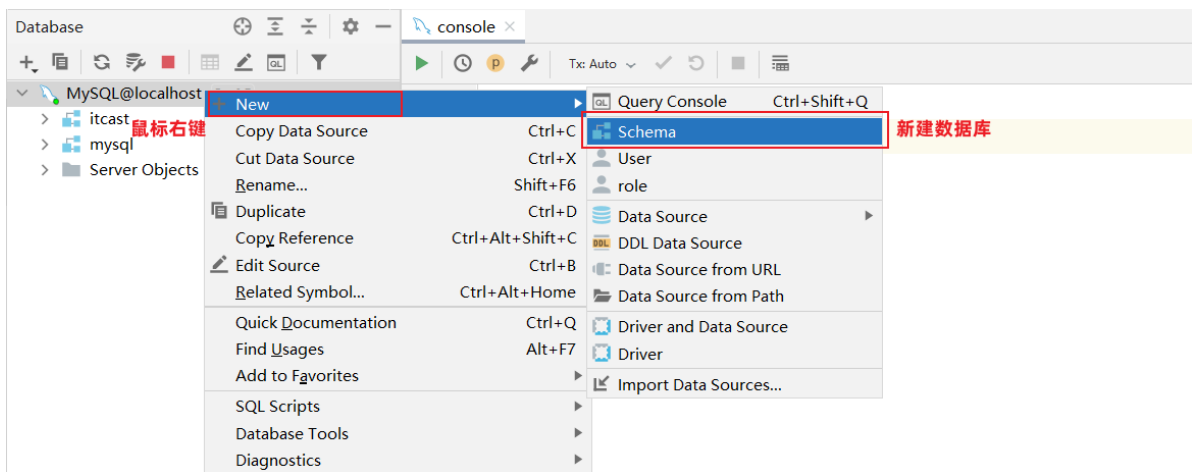 Database
console
Tx: Auto
MySQL@localhost
itcast
mysql
Server Objects
鼠标右键
New
Copy Data Source Ctrl+C
Cut Data Source Ctrl+X
Rename... Shift+F6
Duplicate Ctrl+D
Copy Reference Ctrl+Alt+Shift+C
Edit Source Ctrl+B
Related Symbol... Ctrl+Alt+Home
Quick Documentation Ctrl+Q
Find Usages Alt+F7
Add to Favorites
SQL Scripts
Database Tools
Diagnostics
Query Console Ctrl+Shift+Q
Schema
新建数据库
User
role
Data Source
DDL Data Source
Data Source from URL
Data Source from Path
Driver and Data Source
Driver
Import Data Sources...